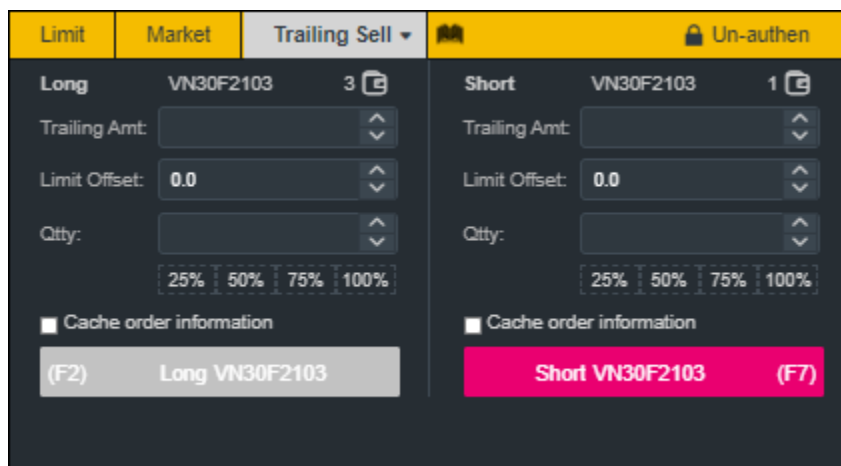 Limit Market Trailing Sell Un-authen
Long VN30F2103 3
Trailing Amt:
Limit Offset: 0.0
Qtty:
25% 50% 75% 100%
Cache order information
(F2) Long VN30F2103
Short VN30F2103 1
Trailing Amt:
Limit Offset: 0.0
Qtty:
25% 50% 75% 100%
Cache order information
Short VN30F2103 (F7)